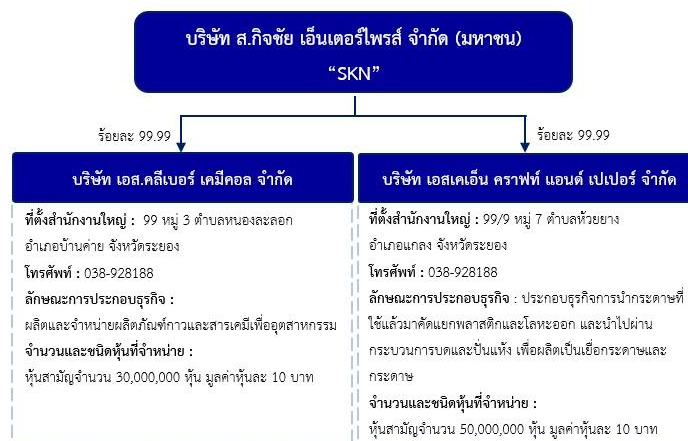 บริษัท ส.กิจชัย เอ็นเตอร์ไพรส์ จำกัด (มหาชน)
“SKN”
ร้อยละ 99.99
ร้อยละ 99.99
บริษัท เอส.คลีเบอร์ เคมีคอล จำกัด
ที่ตั้งสำนักงานใหญ่ : 99 หมู่ 3 ตำบลหนองละลอก
อำเภอบ้านค่าย จังหวัดระยอง
โทรศัพท์ : 038-928188
ลักษณะการประกอบธุรกิจ :
ผลิตและจำหน่ายผลิตภัณฑ์กาวและสารเคมีเพื่ออุตสาหกรรม
จำนวนและชนิดหุ้นที่จำหน่าย :
หุ้นสามัญจำนวน 30,000,000 หุ้น มูลค่าหุ้นละ 10 บาท
บริษัท เอสเคเอ็น คราฟท์ แอนด์ เปเปอร์ จำกัด
ที่ตั้งสำนักงานใหญ่ : 99/9 หมู่ 7 ตำบลห้วยยาง
อำเภอแกลง จังหวัดระยอง
โทรศัพท์ : 038-928188
ลักษณะการประกอบธุรกิจ : ประกอบธุรกิจการนำกระดาษที่
ใช้แล้วมาคัดแยกพลาสติกและโลหะออก และนำไปผ่าน
กระบวนการบดและปั่นแห้ง เพื่อผลิตเป็นเยื่อกระดาษและ
กระดาษ
จำนวนและชนิดหุ้นที่จำหน่าย :
หุ้นสามัญจำนวน 50,000,000 หุ้น มูลค่าหุ้นละ 10 บาท